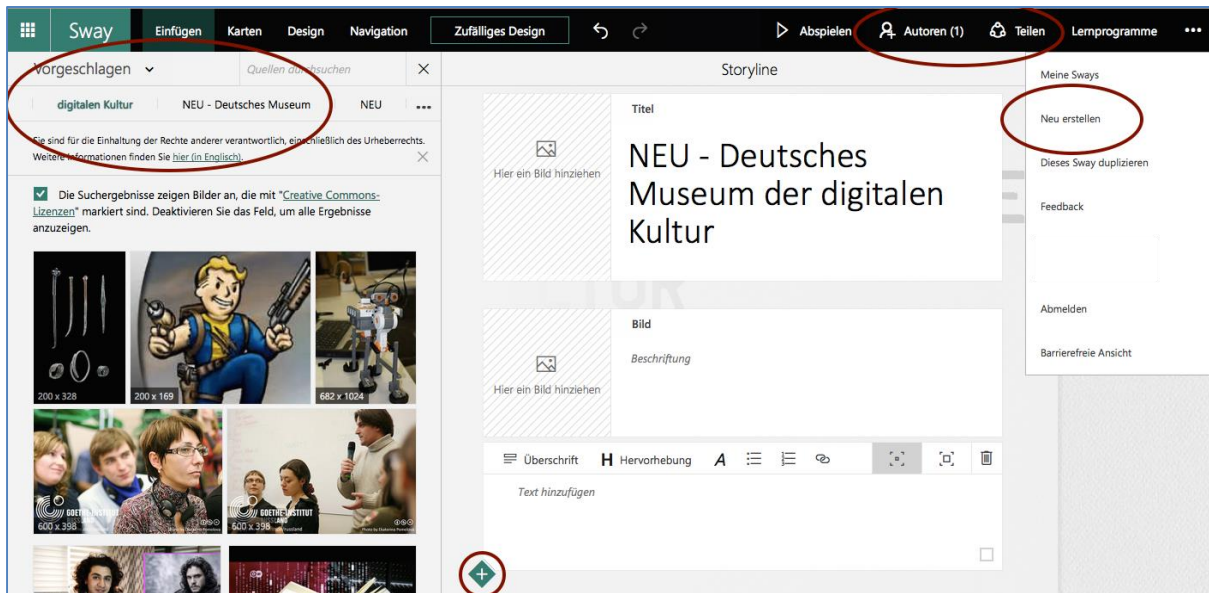 Sway Einfügen Karten Design Navigation Zufälliges Design Abspielen Autoren (1) Teilen Lernprogramme •••
Vorgeschlagen Quellen durchsuchen
digitalen Kultur NEU - Deutsches Museum NEU •••
Sie sind für die Einhaltung der Rechte anderer verantwortlich, einschließlich des Urheberrechts.
Weitere Informationen finden Sie hier (in Englisch).
Die Suchergebnisse zeigen Bilder an, die mit "Creative Commons-
Lizenzen" markiert sind. Deaktivieren Sie das Feld, um alle Ergebnisse
anzuzeigen.
200 x 328
200 x 169
682 x 1024
600 x 398
GOETHE-INSTITUT
600 x 398
GOETHE-INSTITUT
Storyline
Titel
Hier ein Bild hinziehen
NEU - Deutsches
Museum der digitalen
Kultur
Bild
Beschriftung
Hier ein Bild hinziehen
Überschrift H Hervorhebung A
Text hinzufügen
Meine Sways
Neu erstellen
Dieses Sway duplizieren
Feedback
Abmelden
Barrierefreie Ansicht